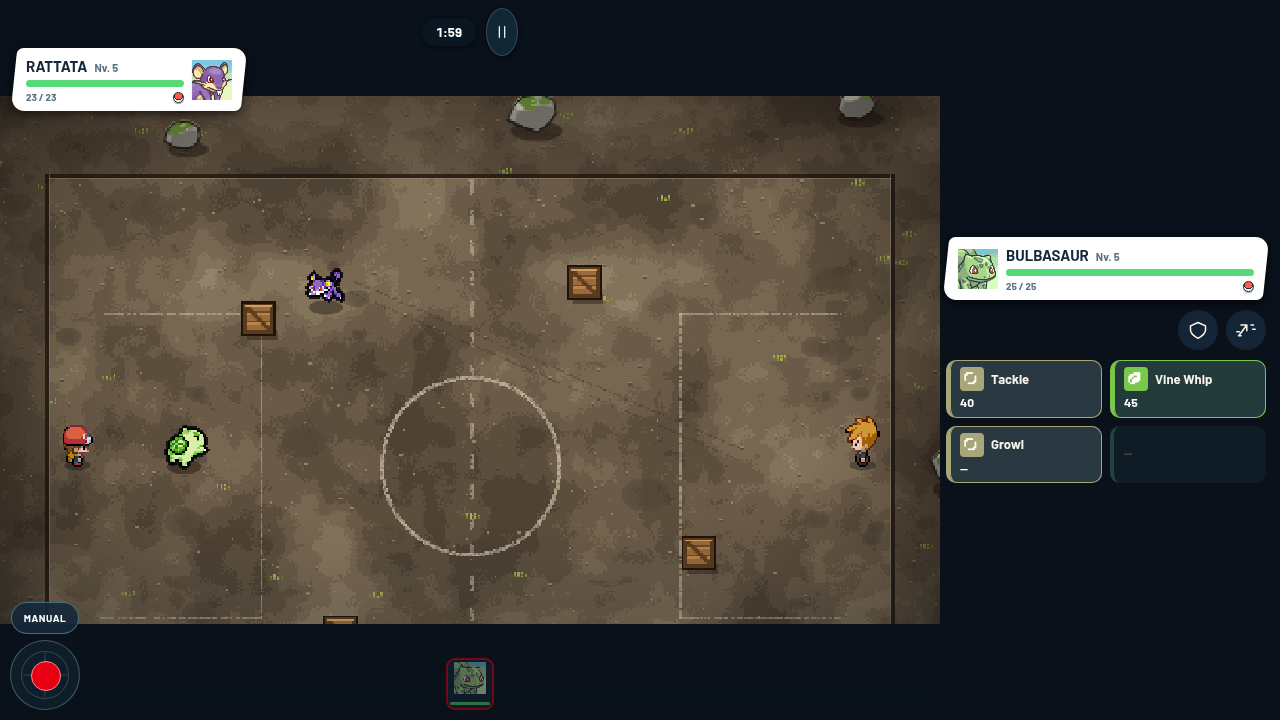 1:59
RATTATA Nv. 5
23 / 23
BULBASAUR Nv. 5
25 / 25
Tackle
40
Vine Whip
45
Growl
–
–
MANUAL